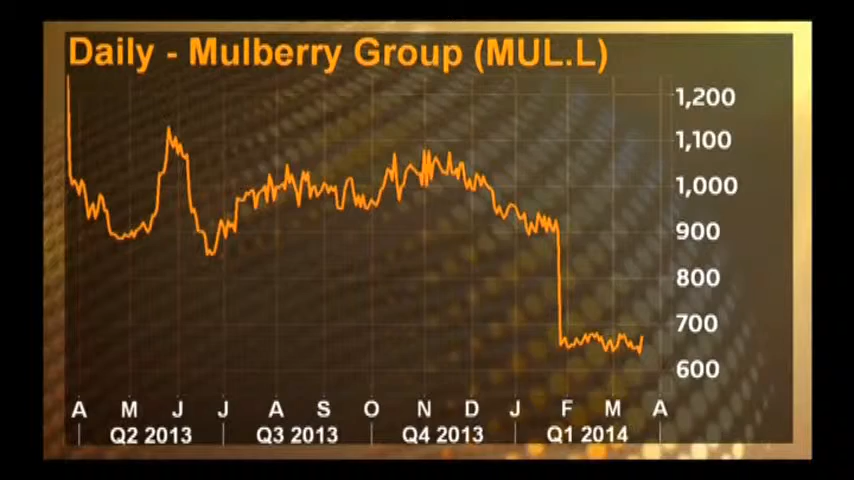 Daily - Mulberry Group (MUL.L)
1,200
1,100
1,000
900
800
700
600
A M J J A S O N D J F M A
Q2 2013 Q3 2013 Q4 2013 Q1 2014